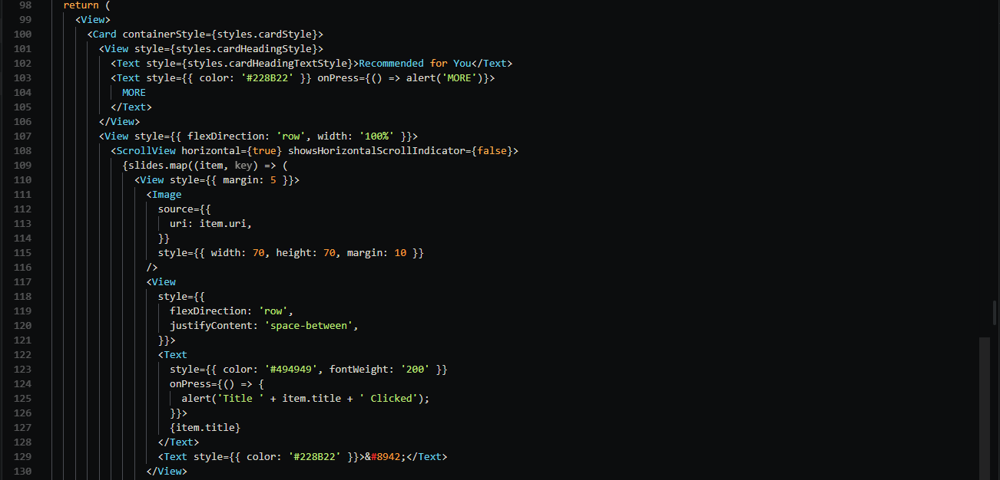 98 return (
99 <View>
100 <Card containerStyle={styles.cardStyle}>
101 <View style={styles.cardHeadingStyle}>
102 <Text style={styles.cardHeadingTextStyle}>Recommended for You</Text>
103 <Text style={{ color: '#228B22' }} onPress={() => alert('MORE')}>
104 MORE
105 </Text>
106 </View>
107 <View style={{ flexDirection: 'row', width: '100%' }}>
108 <ScrollView horizontal={true} showsHorizontalScrollIndicator={false}>
109 {slides.map((item, key) => (
110 <View style={{ margin: 5 }}>
111 <Image
112 source={{
113 uri: item.uri,
114 }}
115 style={{ width: 70, height: 70, margin: 10 }}
116 />
117 <View
118 style={{
119 flexDirection: 'row',
120 justifyContent: 'space-between',
121 }}>
122 <Text
123 style={{ color: '#494949', fontWeight: '200' }}
124 onPress={() => {
125 alert('Title ' + item.title + ' Clicked');
126 }}>
127 {item.title}
128 </Text>
129 <Text style={{ color: '#228B22' }}>&#8942;</Text>
130 </View>